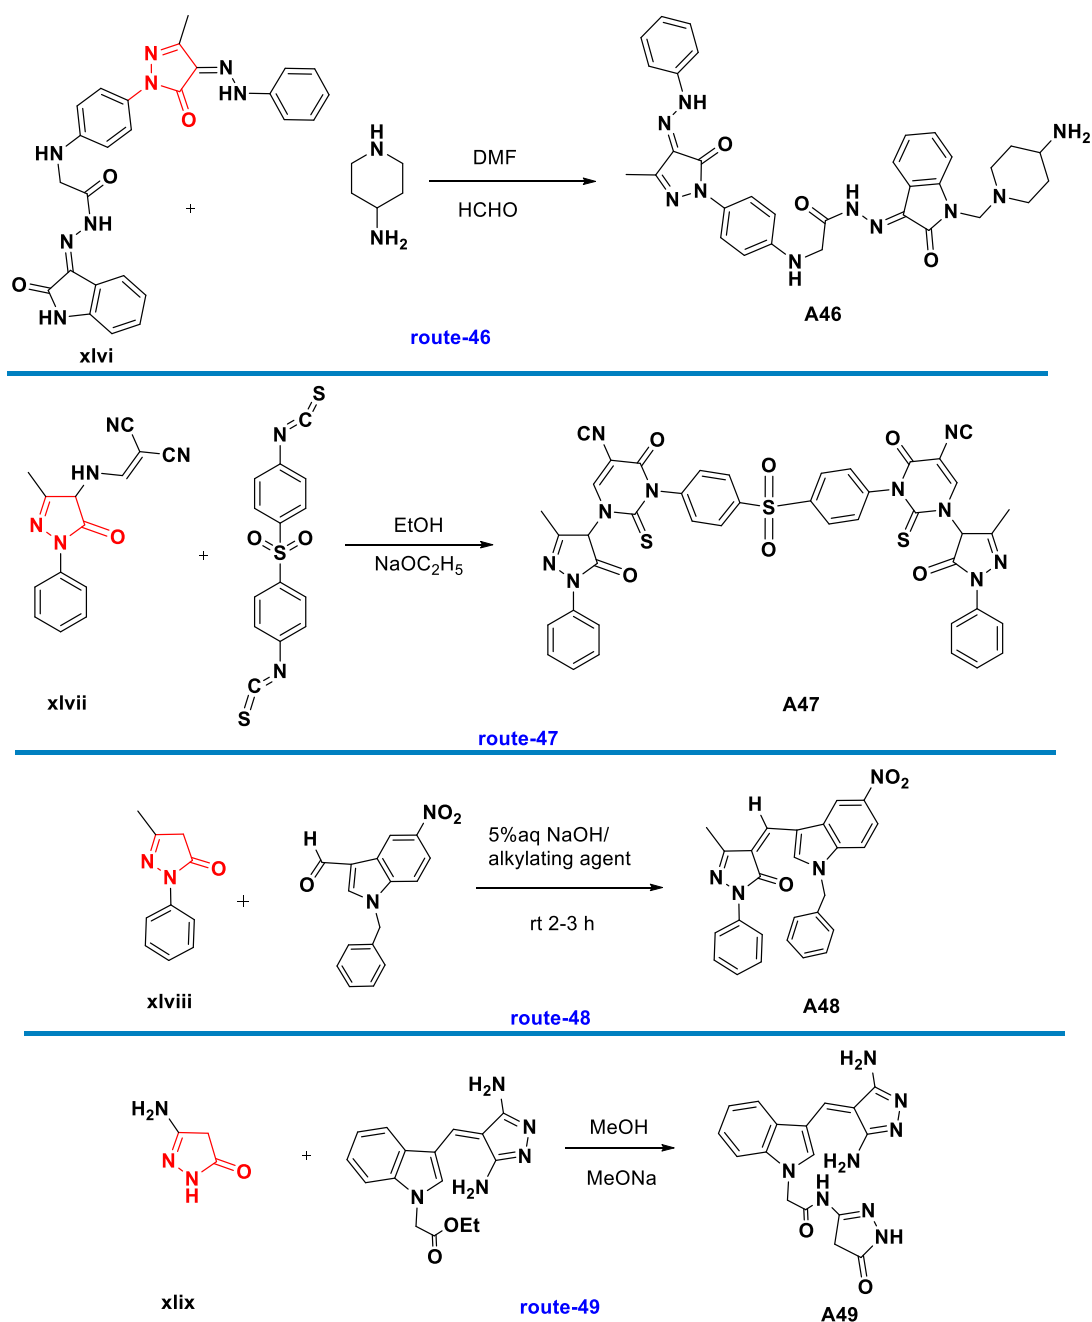 N
N
O
N
HN
N
HN
O
NH
N
O
HN
xlvi
+
HN
NH2
DMF
HCHO
route-46
NH
N
O
N
N
O
N
H
H
N
N
N
O
N
NH2
A46
NC
CN
HN
N
N
O
xlvii
+
S
C
N
O
S
O
N
C
S
EtOH
NaOC2H5
route-47
CN
O
N
N
S
N
N
O
O
S
O
NC
O
N
N
S
O
N
N
A47
N
N
O
xlviii
+
H
O
NO2
N
5%aq NaOH/
alkylating agent
rt 2-3 h
route-48
H
NO2
N
N
O
N
A48
H2N
N
N
H
O
xlix
+
H2N
N
N
H2N
N
OEt
O
MeOH
MeONa
route-49
H2N
N
N
H2N
N
H
N
O
N
NH
O
A49